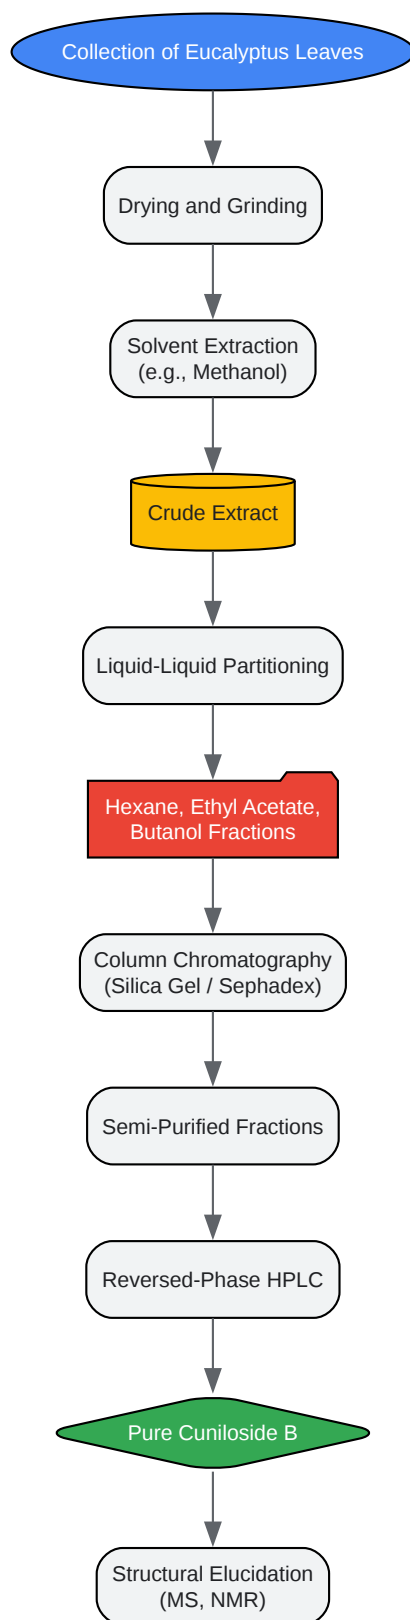 Collection of Eucalyptus Leaves
Drying and Grinding
Solvent Extraction
(e.g., Methanol)
Crude Extract
Liquid-Liquid Partitioning
Hexane, Ethyl Acetate,
Butanol Fractions
Column Chromatography
(Silica Gel / Sephadex)
Semi-Purified Fractions
Reversed-Phase HPLC
Pure Cuniloside B
Structural Elucidation
(MS, NMR)